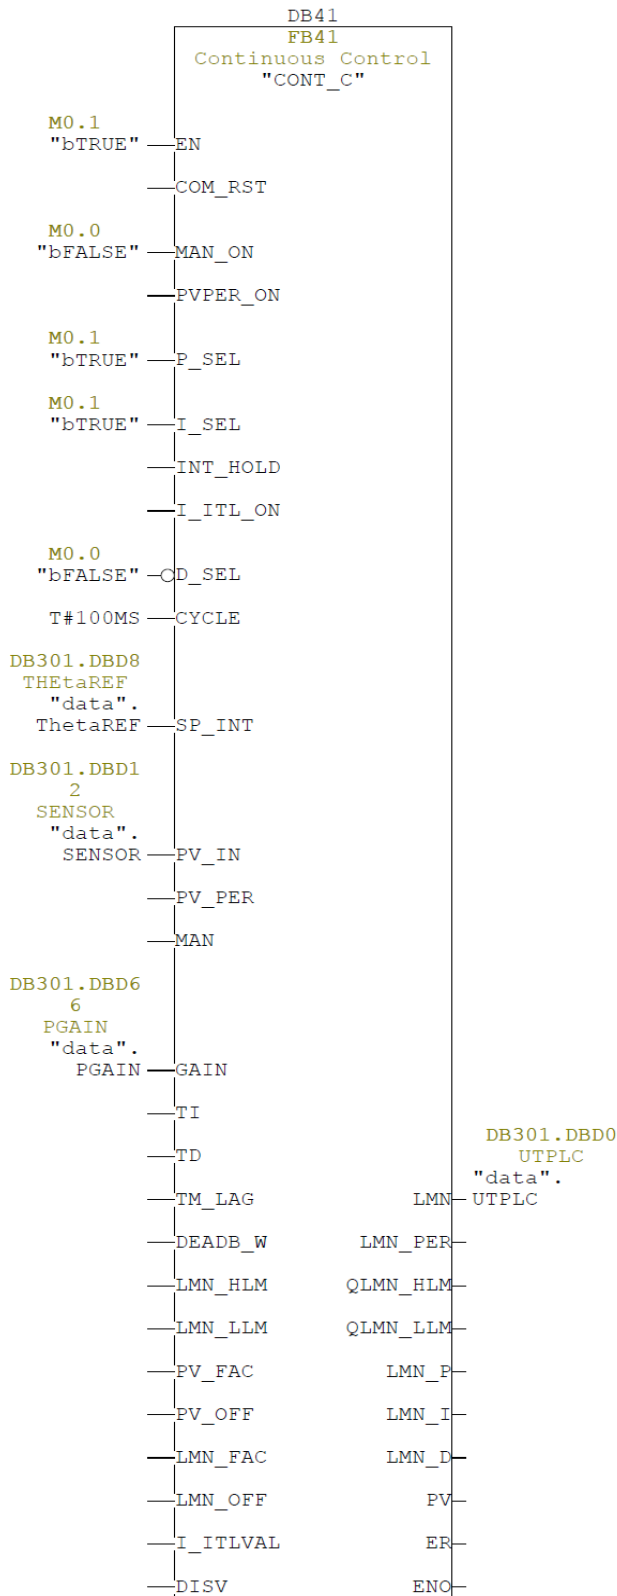 DB41
FB41
Continuous Control
"CONT_C"
M0.1
"bTRUE" EN
COM_RST
M0.0
"bFALSE" MAN_ON
PVPER_ON
M0.1
"bTRUE" P_SEL
M0.1
"bTRUE" I_SEL
INT_HOLD
I_ITL_ON
M0.0
"bFALSE" D_SEL
T#100MS CYCLE
DB301.DBD8
THEtaREF
"data".
ThetaREF SP_INT
DB301.DBD1
2
SENSOR
"data".
SENSOR PV_IN
PV_PER
MAN
DB301.DBD6
6
PGAIN
"data".
PGAIN GAIN
TI
DB301.DBD0
TD
UTPLC
"data".
TM_LAG LMN UTPLC
DEADB_W LMN_PER
LMN_HLM QLMN_HLM
LMN_LLM QLMN_LLM
PV_FAC LMN_P
PV_OFF LMN_I
LMN_FAC LMN_D
LMN_OFF PV
I_ITLVAL ER
DISV ENO